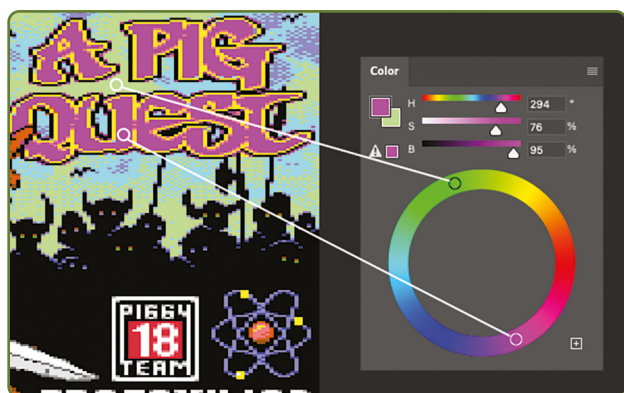 A PIG
QUEST
PIGGY
18
TEAM
Color
H 294 °
S 76 %
B 95 %